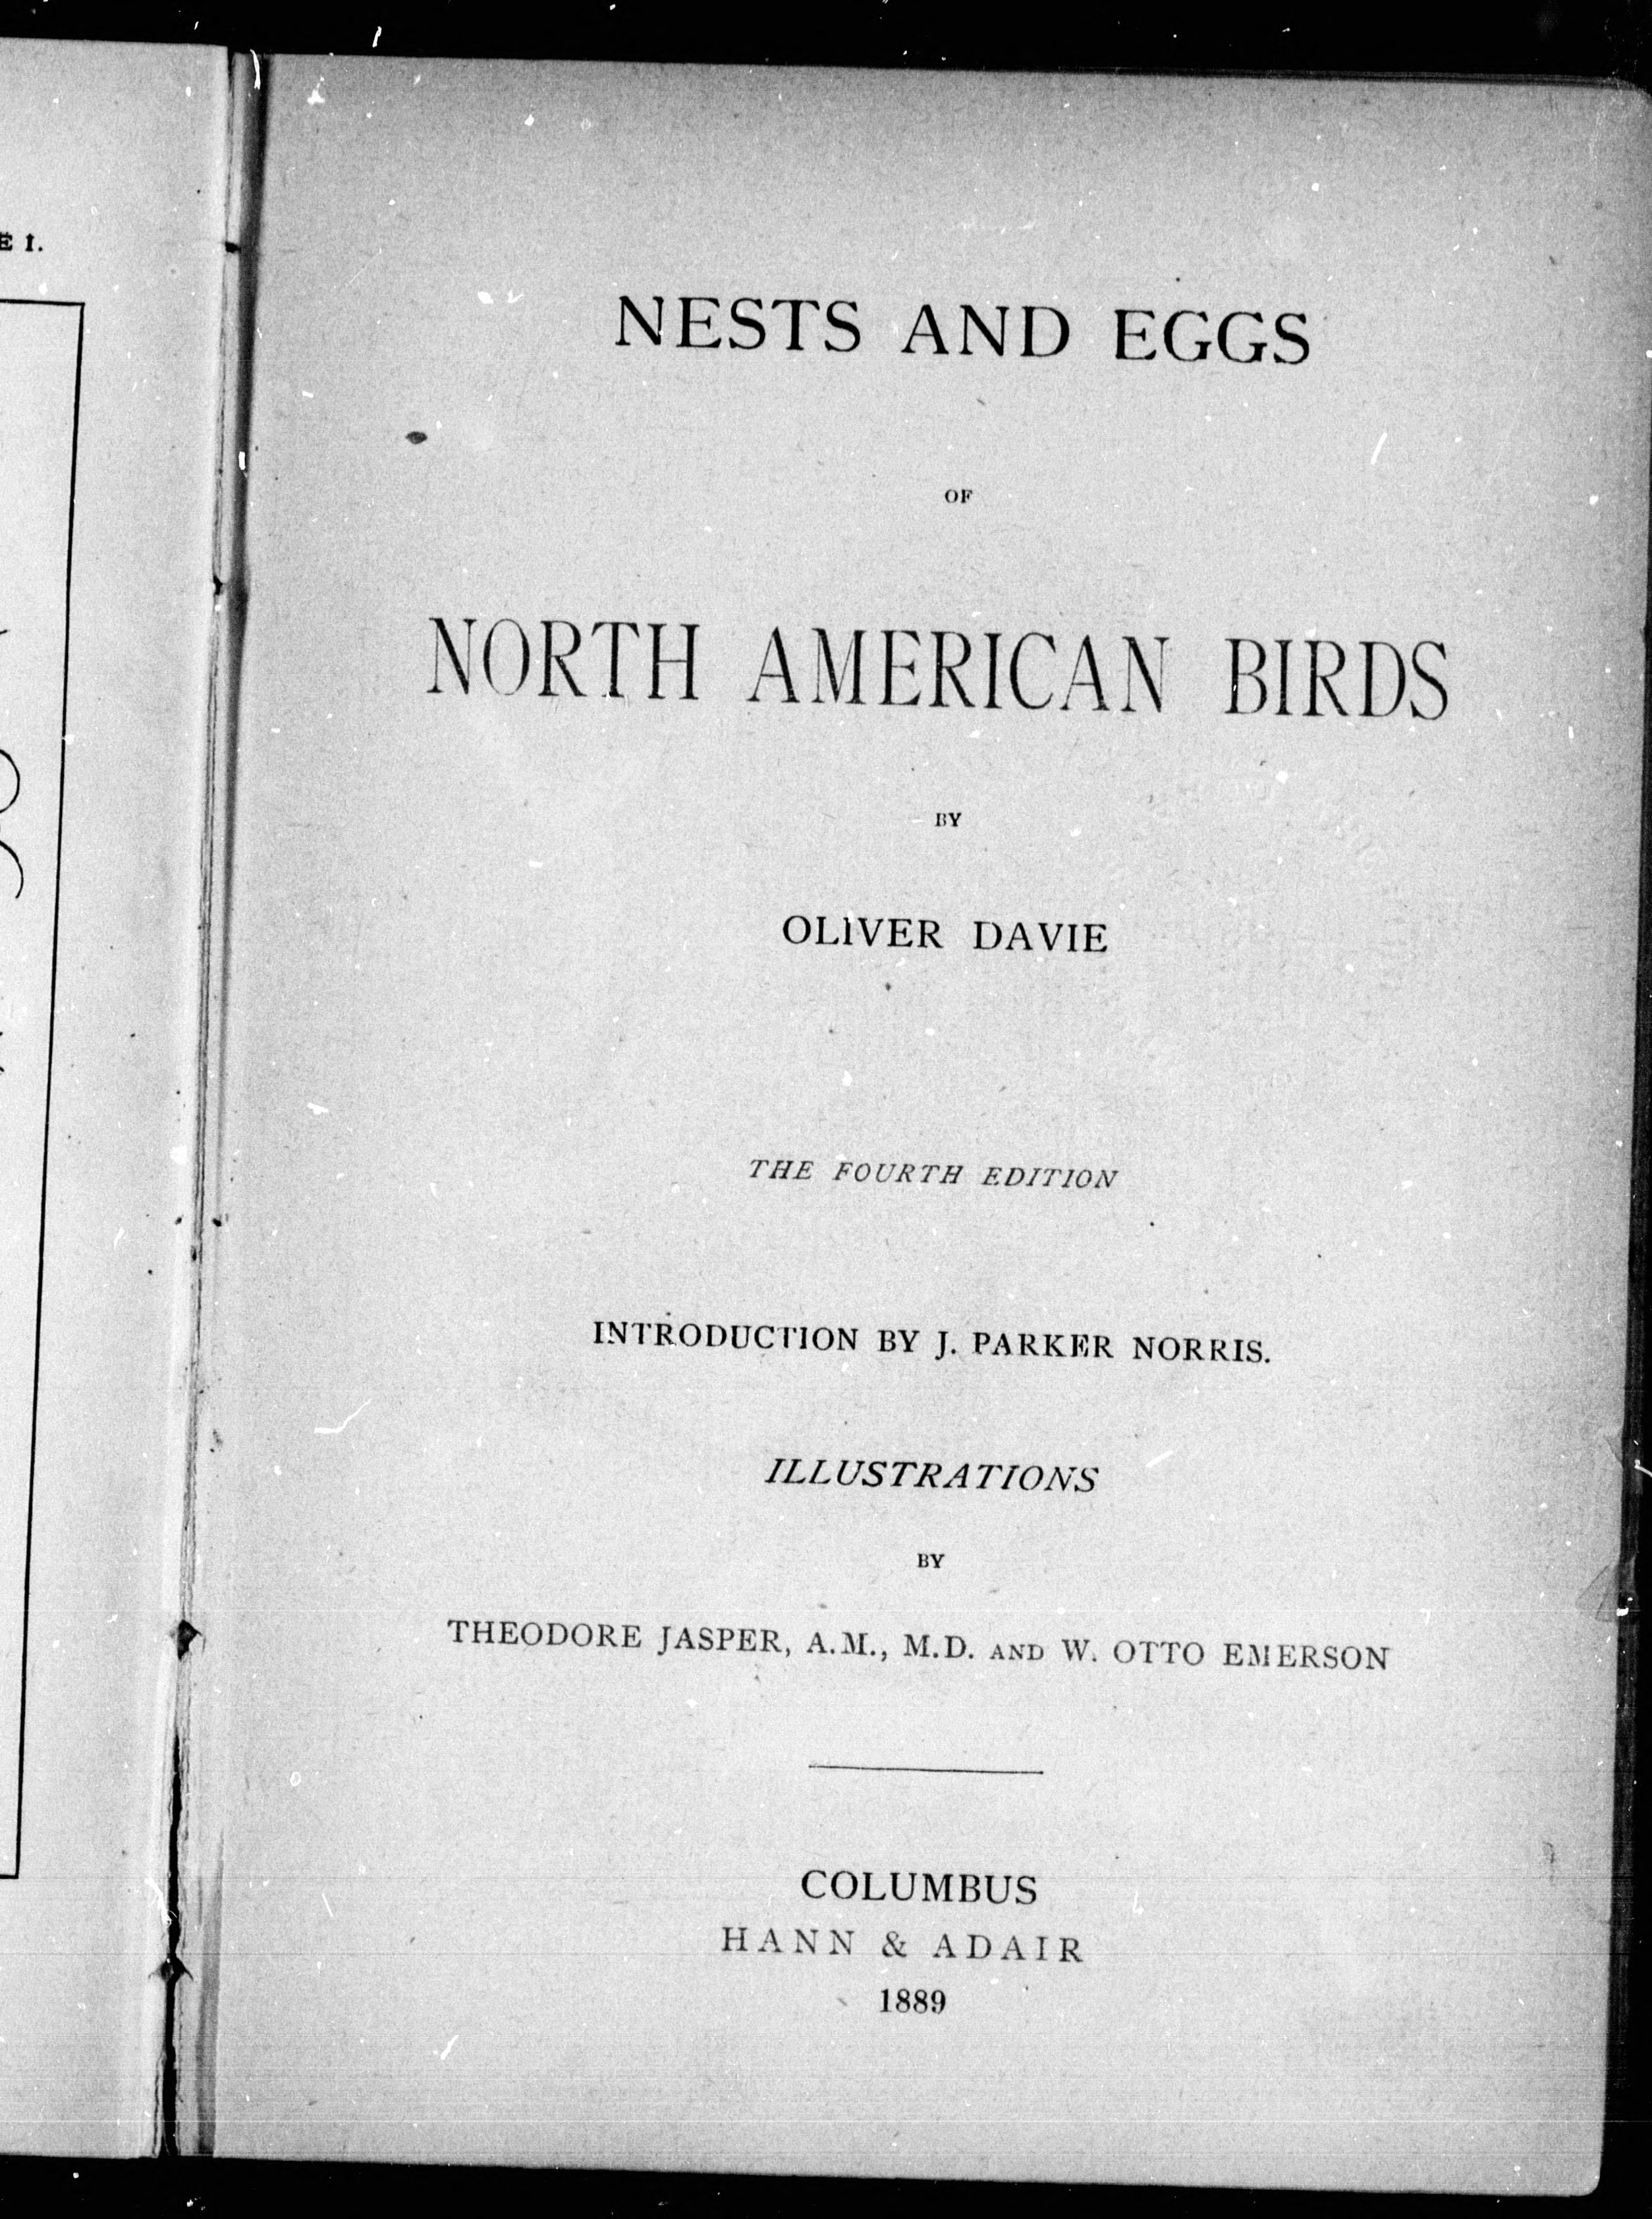 E I.
NESTS AND EGGS
OF
NORTH AMERICAN BIRDS
BY
OLIVER DAVIE
THE FOURTH EDITION
INTRODUCTION BY J. PARKER NORRIS.
ILLUSTRATIONS
BY
THEODORE JASPER, A.M., M.D. AND W. OTTO EMERSON
COLUMBUS
HANN & ADAIR
1889